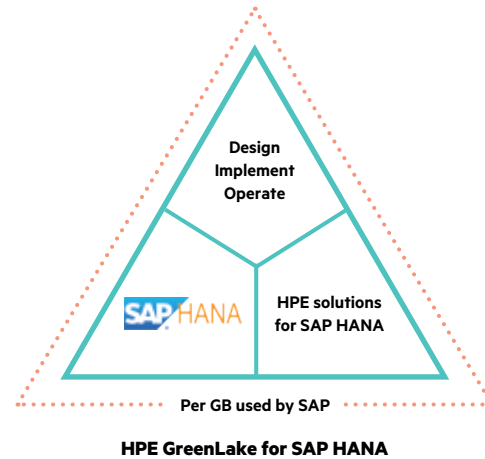 Design
Implement
Operate
SAP HANA
HPE solutions
for SAP HANA
Per GB used by SAP
HPE GreenLake for SAP HANA